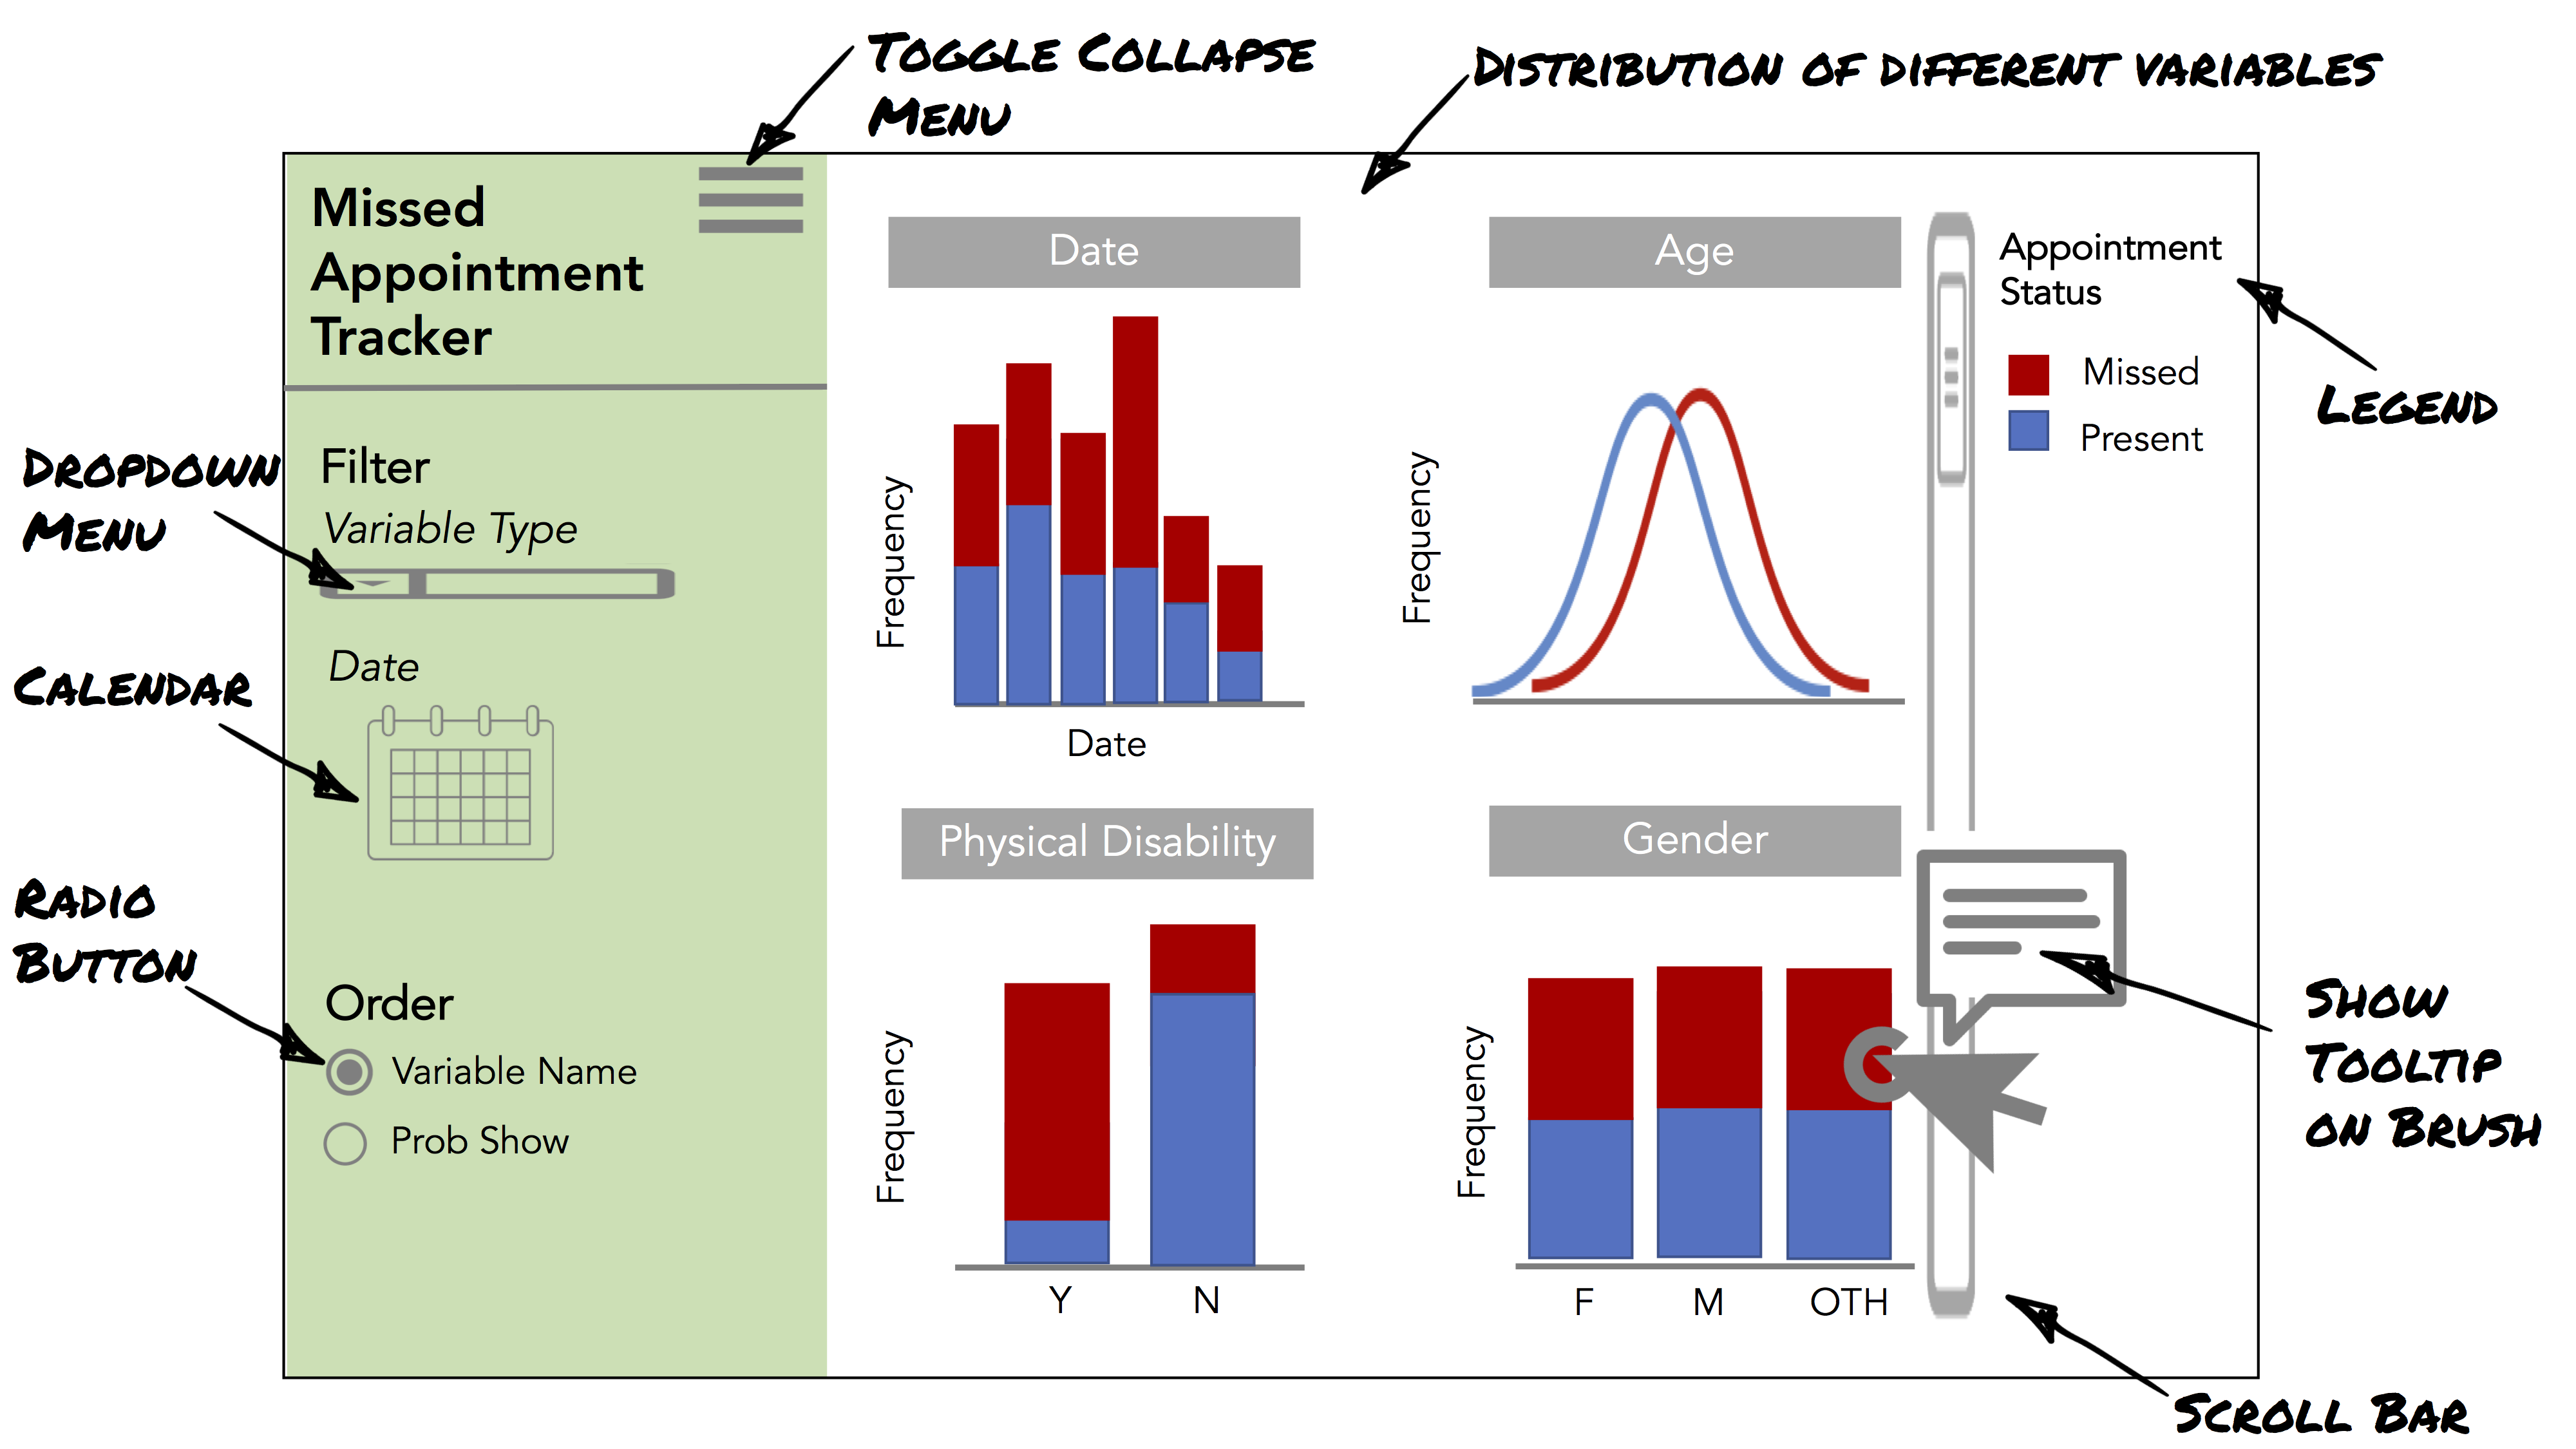 Toggle Collapse
Menu
Distribution of different variables
Missed
Appointment
Tracker
Dropdown
Menu
Filter
Variable Type
Calendar
Date
Radio
Button
Order
Variable Name
Prob Show
Date
Frequency
Date
Age
Frequency
Appointment
Status
Missed
Present
Legend
Physical Disability
Frequency
Y
N
Gender
Frequency
F
M
OTH
Show
Tooltip
on Brush
Scroll Bar